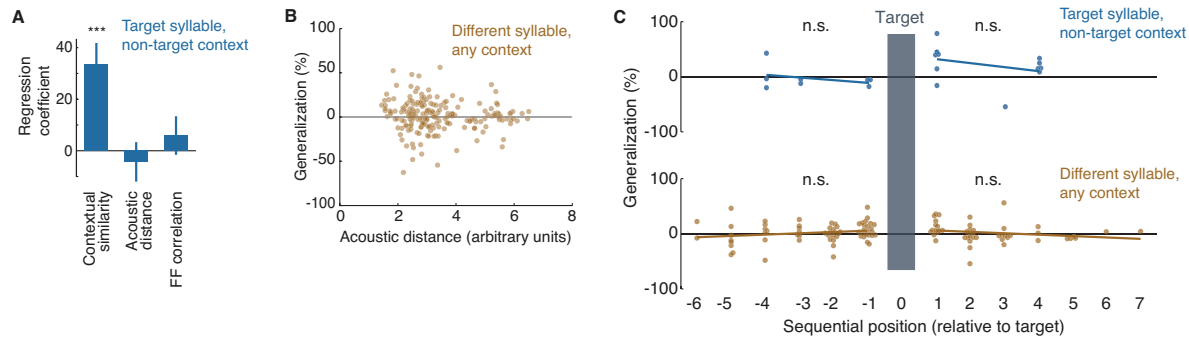 A
***
Target syllable,
non-target context
Regression
coefficient
40
20
0
Contextual
similarity
Acoustic
distance
FF correlation
B
Different syllable,
any context
Generalization (%)
100
50
0
-50
-100
0
2
4
6
8
Acoustic distance (arbitrary units)
C
Target
n.s.
n.s.
Target syllable,
non-target context
Generalization (%)
100
0
-100
n.s.
n.s.
Different syllable,
any context
100
0
-100
-6 -5 -4 -3 -2 -1 0 1 2 3 4 5 6 7
Sequential position (relative to target)